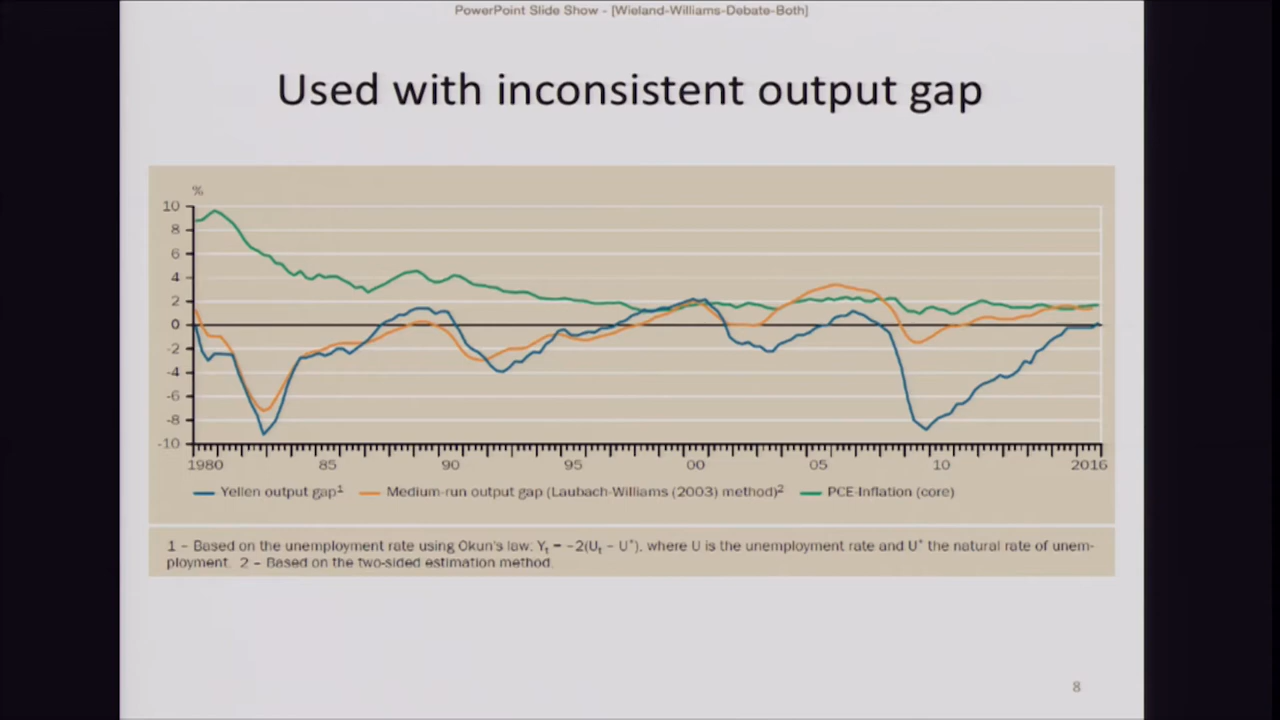 PowerPoint Slide Show - [Wieland-Williams-Debate-Both]
Used with inconsistent output gap
%
10
8
6
4
2
0
-2
-4
-6
-8
-10
1980 85 90 95 00 05 10 2016
Yellen output gap¹ Medium-run output gap (Laubach-Williams (2003) method)² PCE-Inflation (core)
1 – Based on the unemployment rate using Okun's law: Yₜ = −2(Uₜ − U*), where U is the unemployment rate and U* the natural rate of unem-
ployment. 2 – Based on the two-sided estimation method.
8